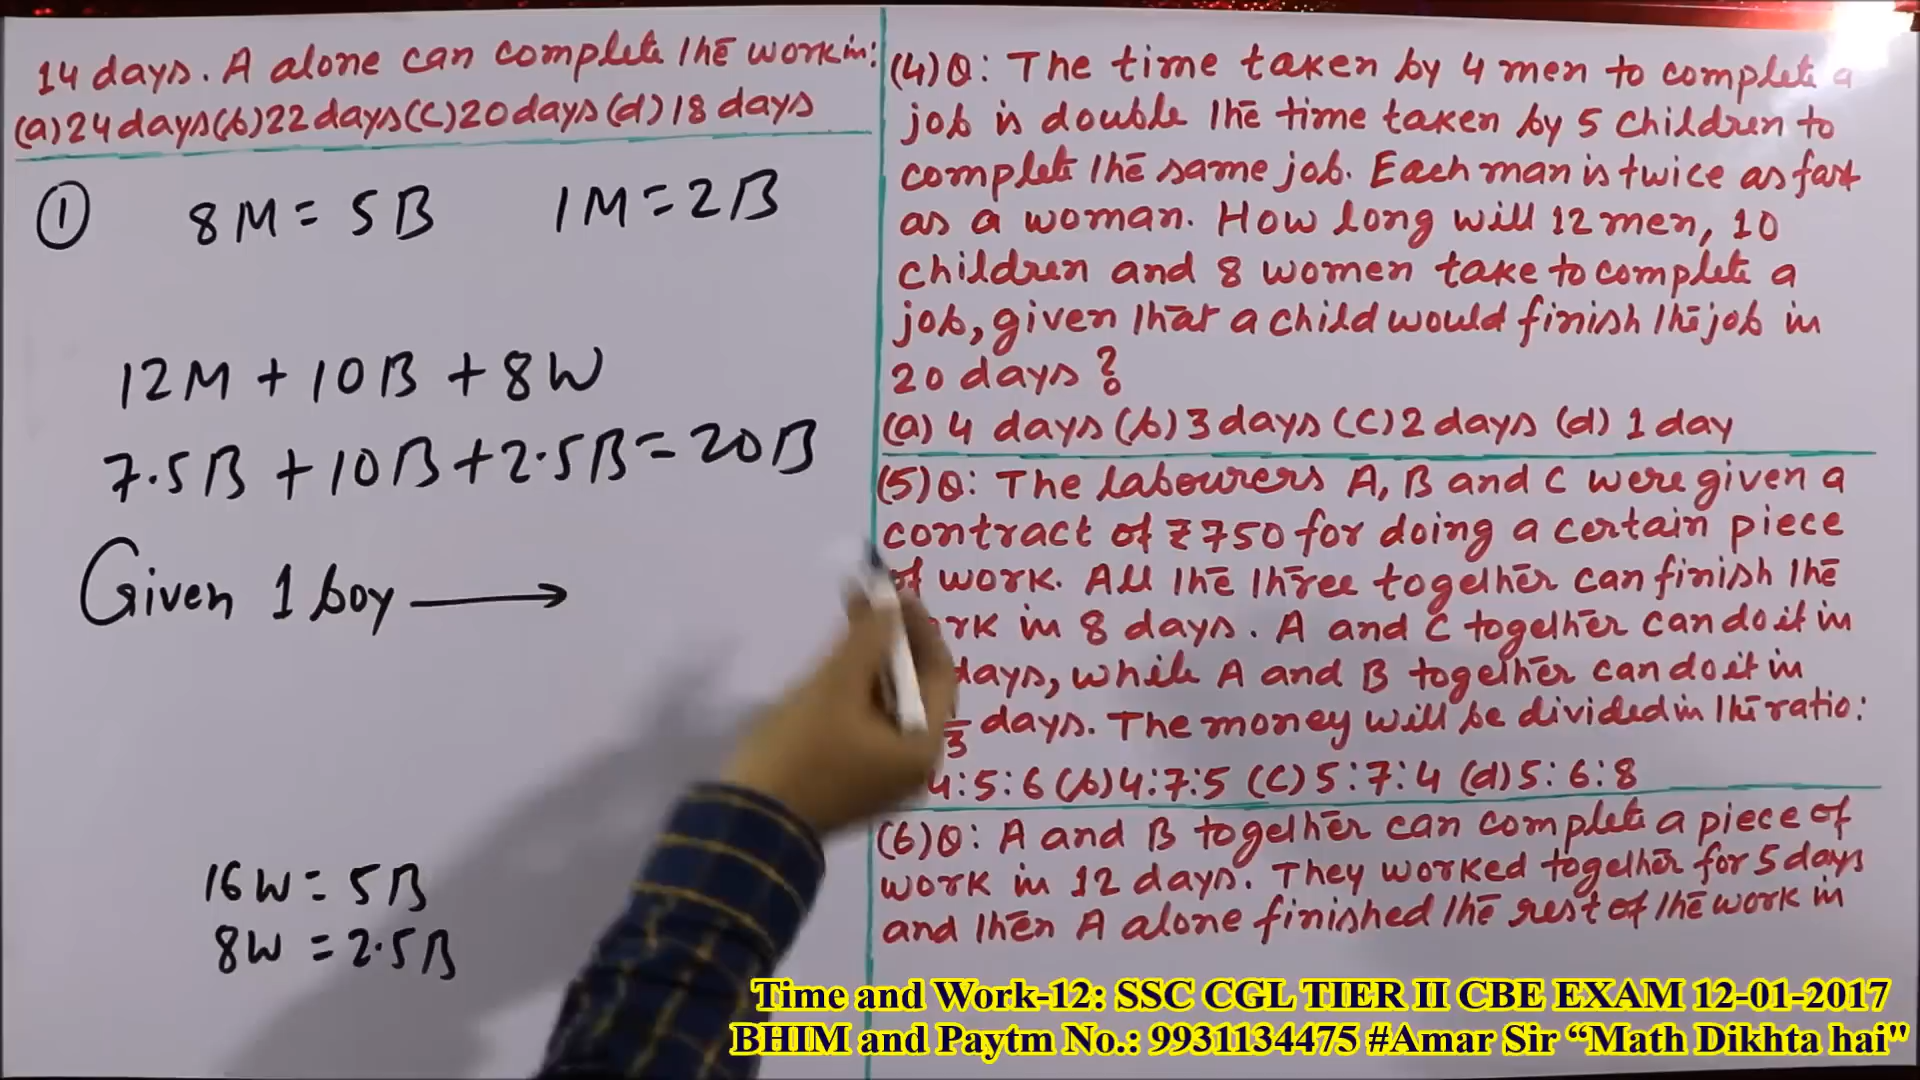 14 days. A alone can complete the work in:
(a) 24 days (b) 22 days (c) 20 days (d) 18 days
① 8M = 5B 1M = 2B
12M + 10B + 8W
7.5B + 10B + 2.5B = 20B
Given 1 boy →
16W = 5B
8W = 2.5B
(4) Q: The time taken by 4 men to complete a
job is double the time taken by 5 children to
complete the same job. Each man is twice as fast
as a woman. How long will 12 men, 10
children and 8 women take to complete a
job, given that a child would finish the job in
20 days?
(a) 4 days (b) 3 days (c) 2 days (d) 1 day
(5) Q: The labourers A, B and C were given a
contract of ₹750 for doing a certain piece
of work. All the three together can finish the
rk in 8 days. A and C together can do it in
days, while A and B together can do it in
3 days. The money will be divided in the ratio:
4:5:6 (b) 4:7:5 (c) 5:7:4 (d) 5:6:8
(6) Q: A and B together can complete a piece of
work in 12 days. They worked together for 5 days
and then A alone finished the rest of the work in
Time and Work-12: SSC CGL TIER II CBE EXAM 12-01-2017
BHIM and Paytm No.: 9931134475 #Amar Sir “Math Dikhta hai"